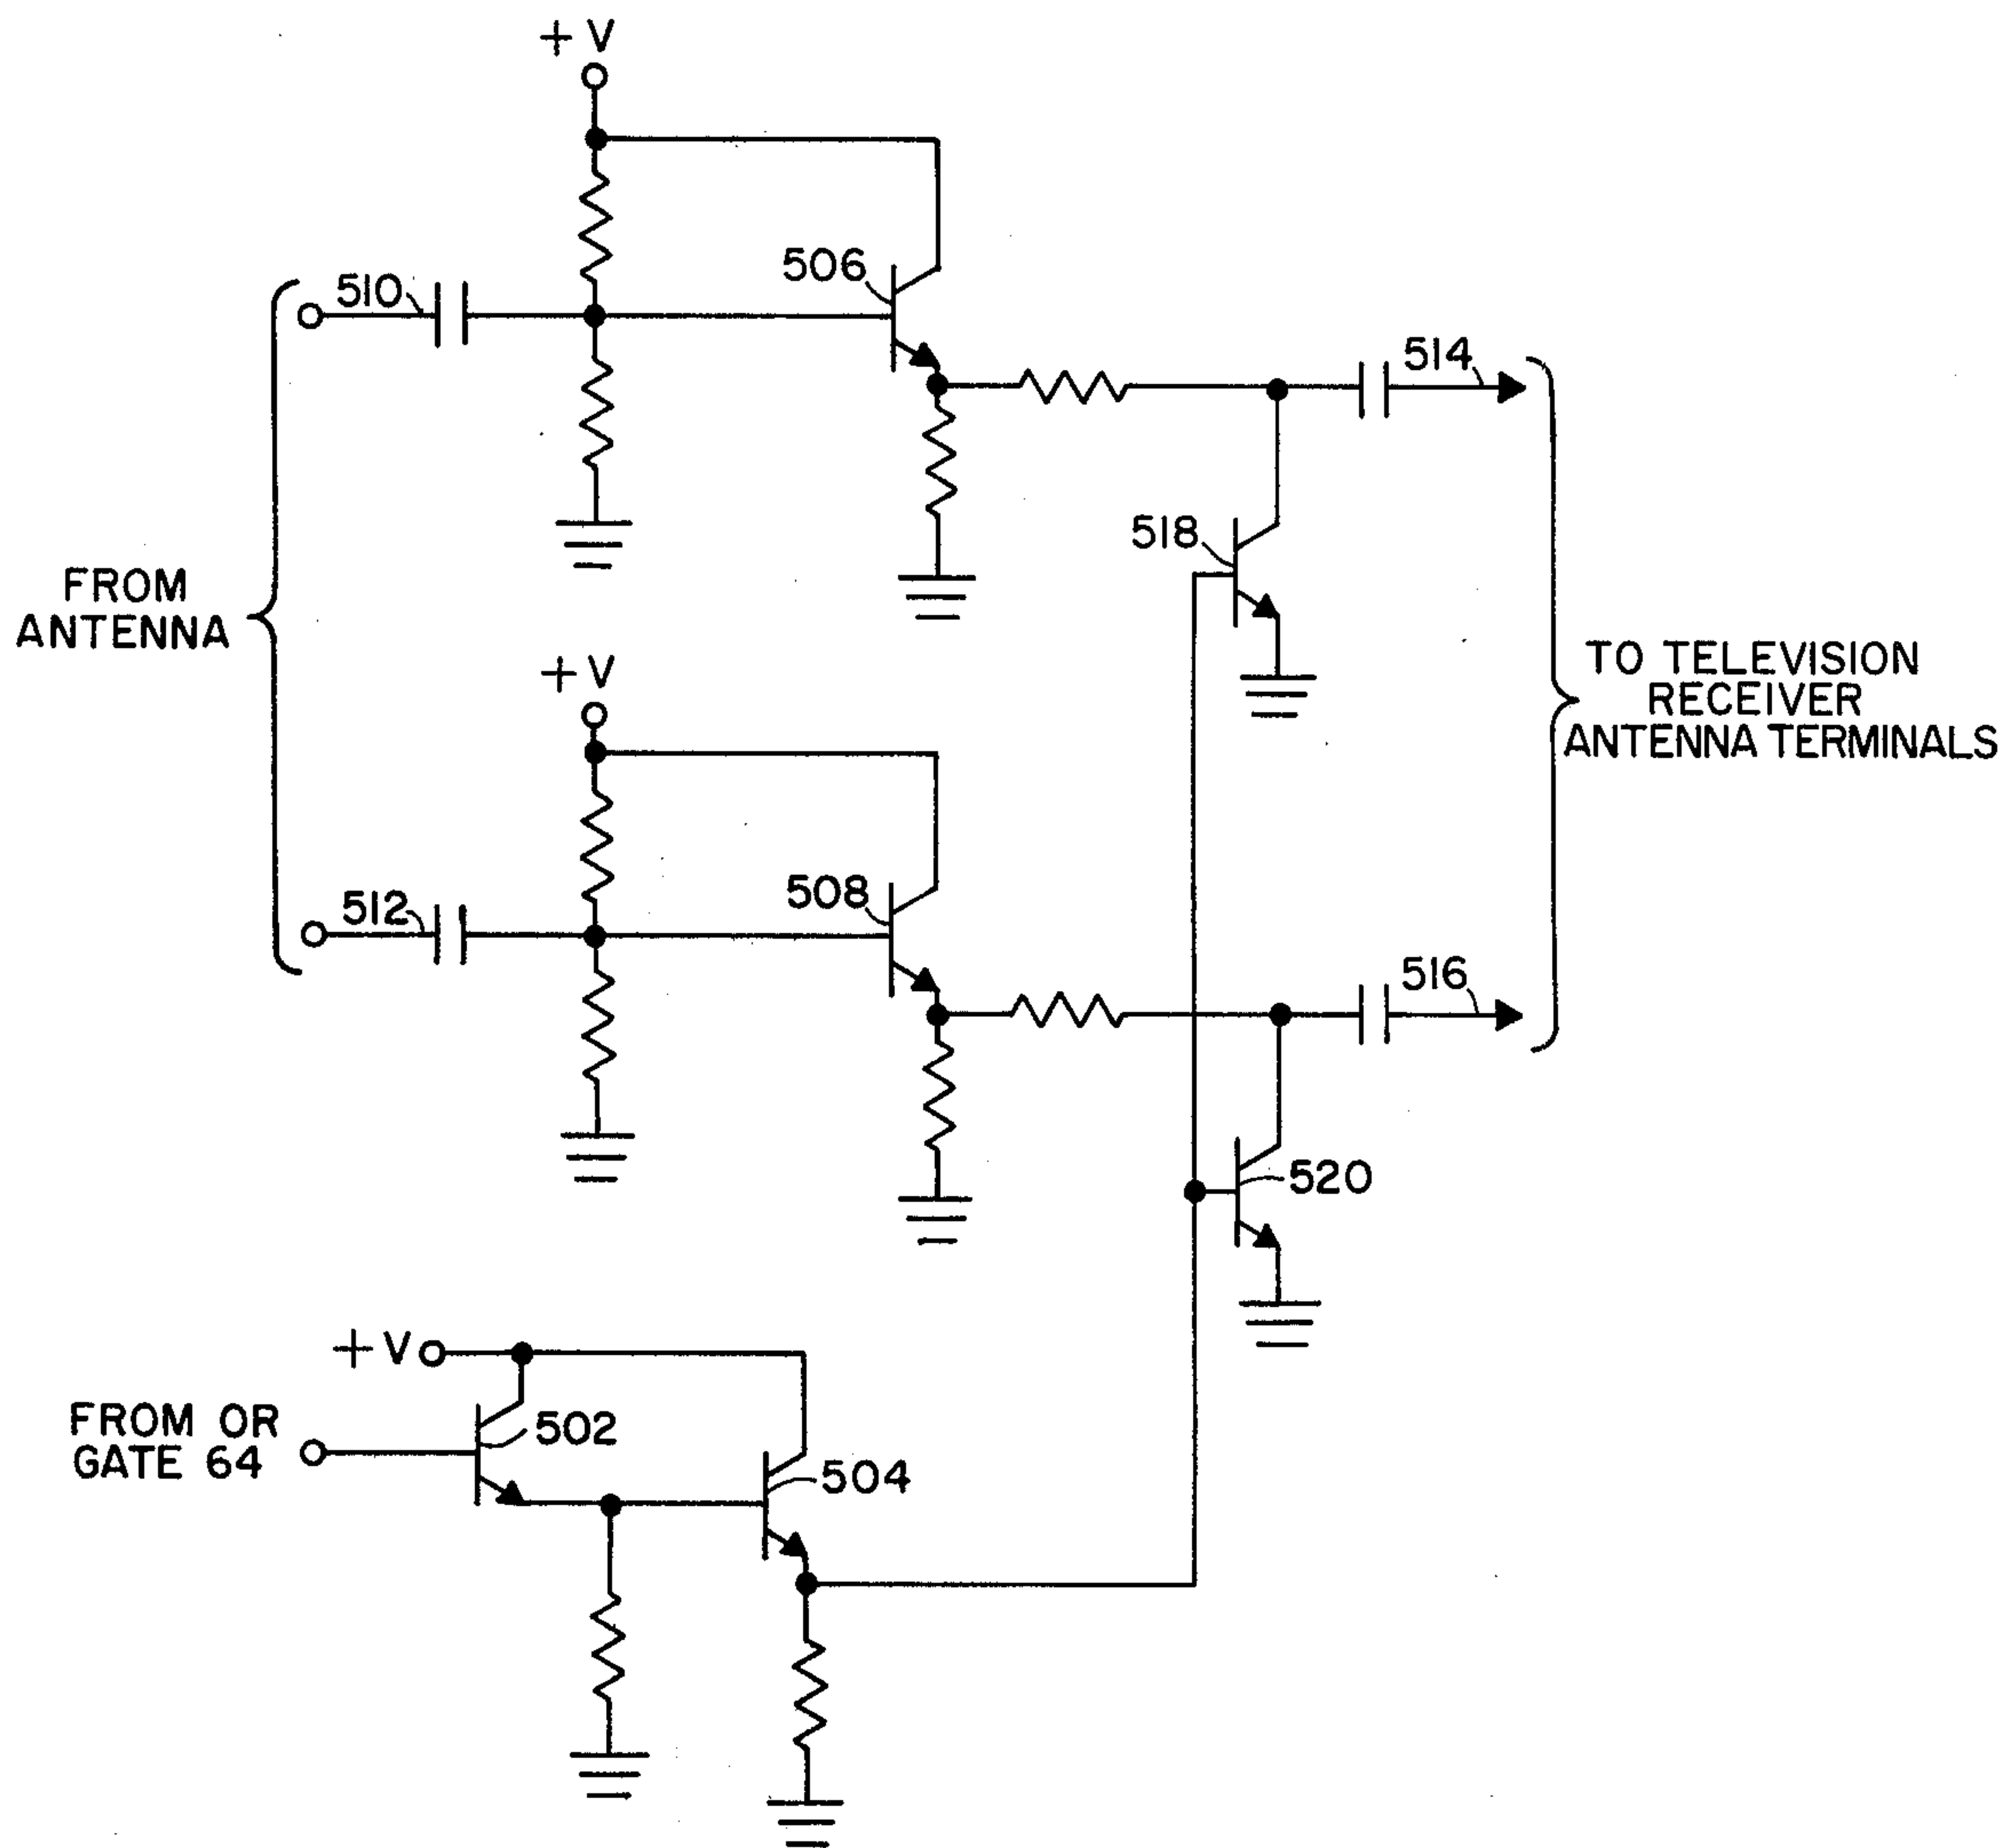 + V
510
506
514
518
FROM
ANTENNA
+ V
TO TELEVISION
RECEIVER
ANTENNA TERMINALS
512
508
516
520
+ V
FROM OR
GATE 64
502
504